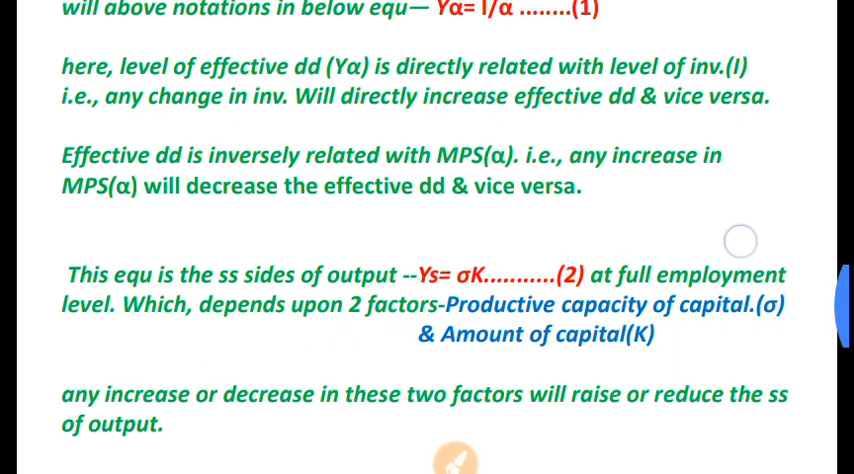 will above notations in below equ— Yα= I/α ........(1)
here, level of effective dd (Yα) is directly related with level of inv.(I)
i.e., any change in inv. Will directly increase effective dd & vice versa.
Effective dd is inversely related with MPS(α). i.e., any increase in
MPS(α) will decrease the effective dd & vice versa.
This equ is the ss sides of output --Ys= σK...........(2) at full employment
level. Which, depends upon 2 factors-Productive capacity of capital.(σ)
& Amount of capital(K)
any increase or decrease in these two factors will raise or reduce the ss
of output.